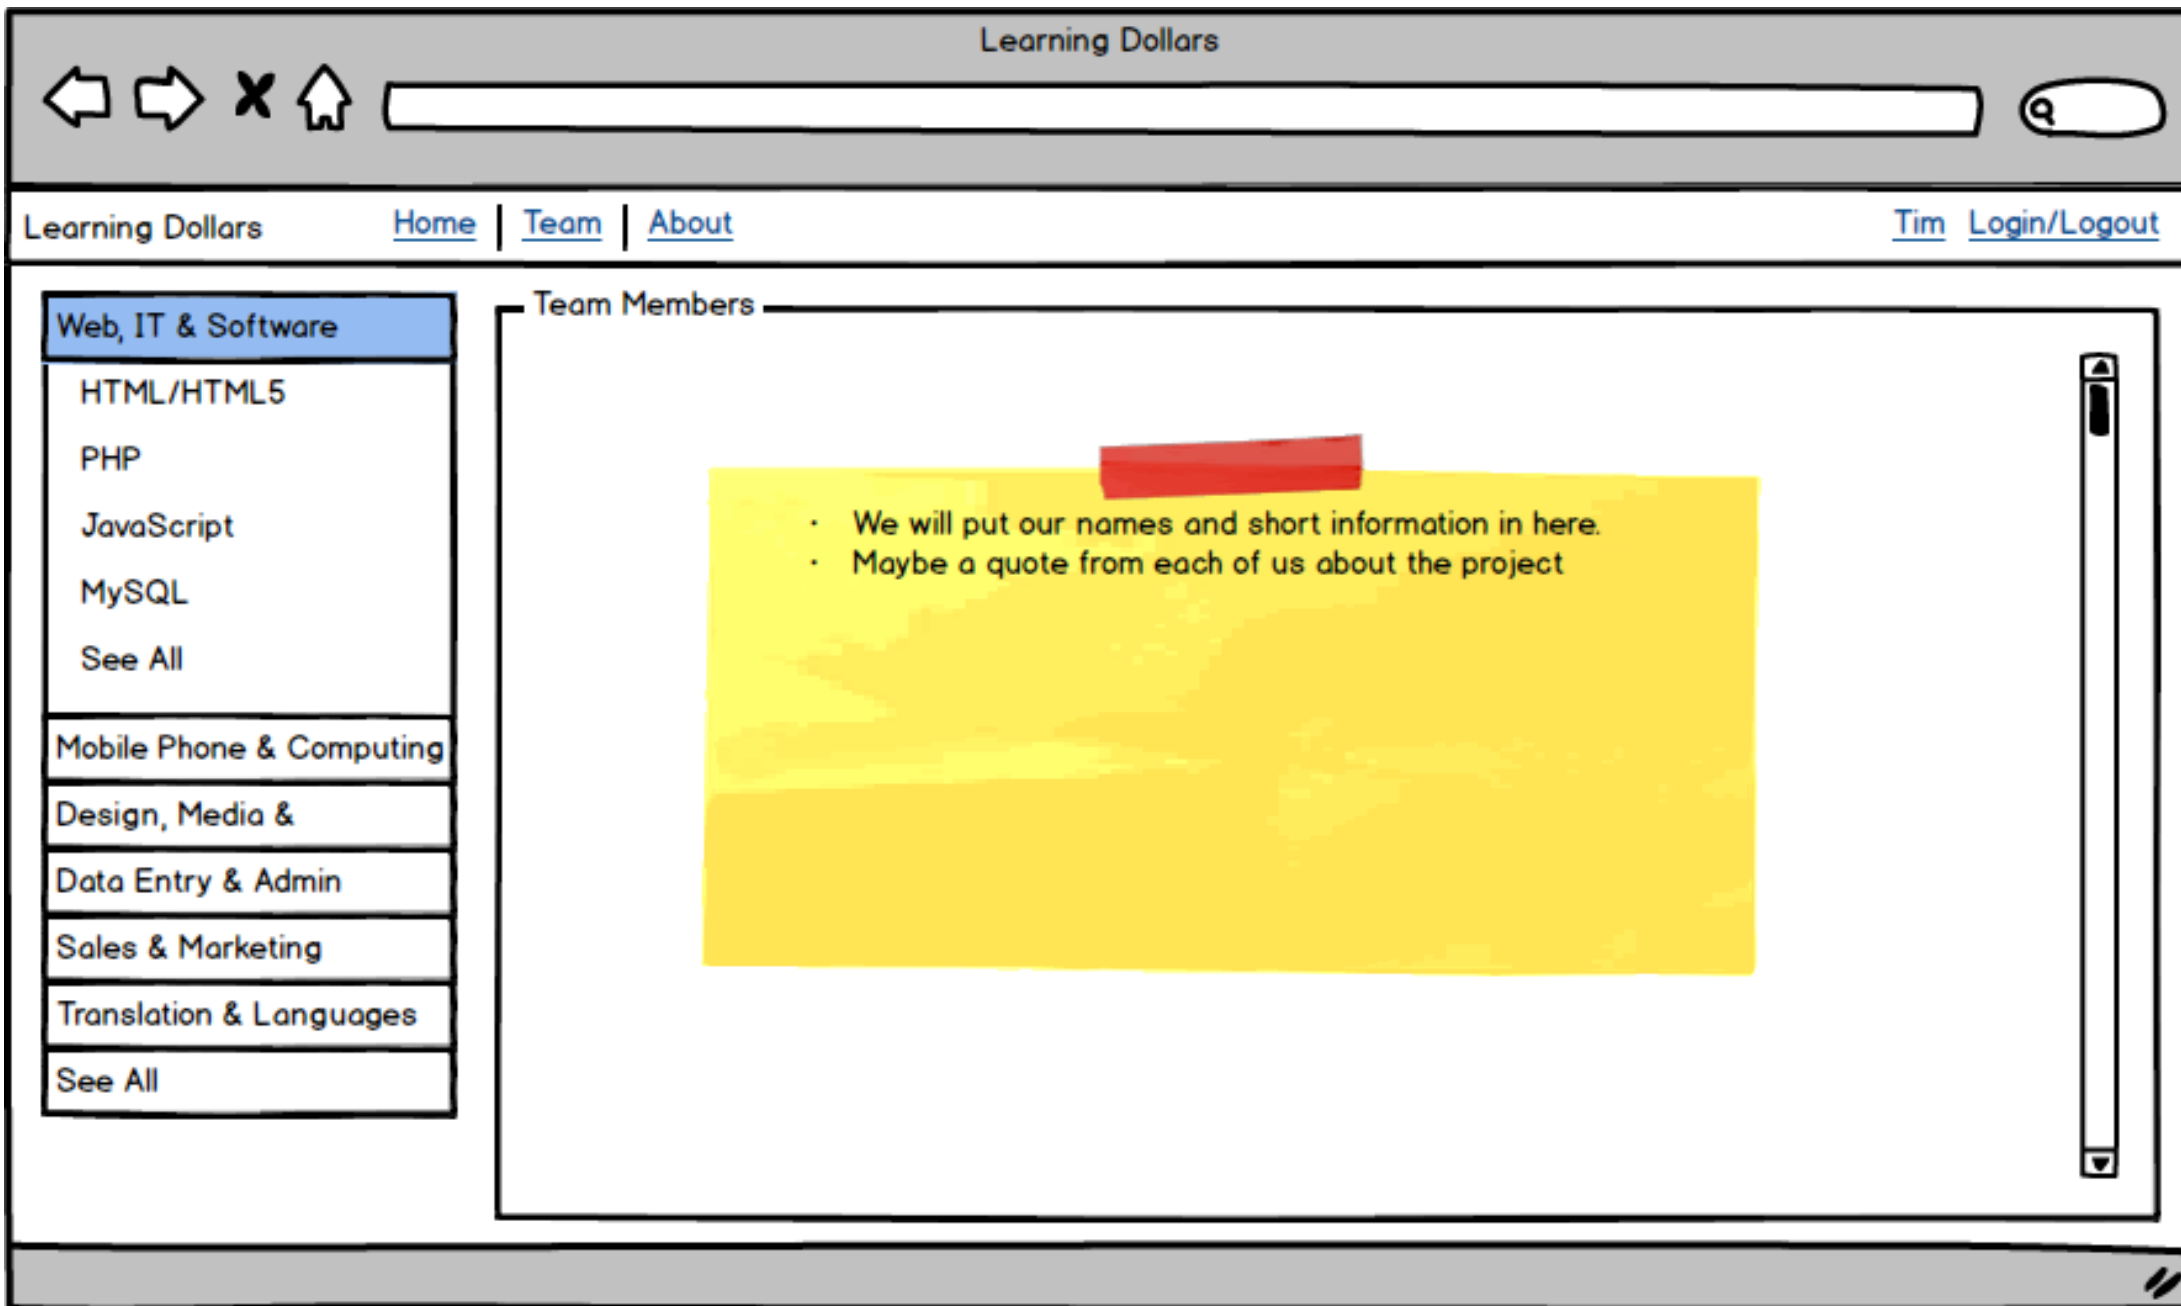 Learning Dollars
Learning Dollars Home Team About Tim Login/Logout
Web, IT & Software
HTML/HTML5
PHP
JavaScript
MySQL
See All
Mobile Phone & Computing
Design, Media &
Data Entry & Admin
Sales & Marketing
Translation & Languages
See All
Team Members
· We will put our names and short information in here.
· Maybe a quote from each of us about the project